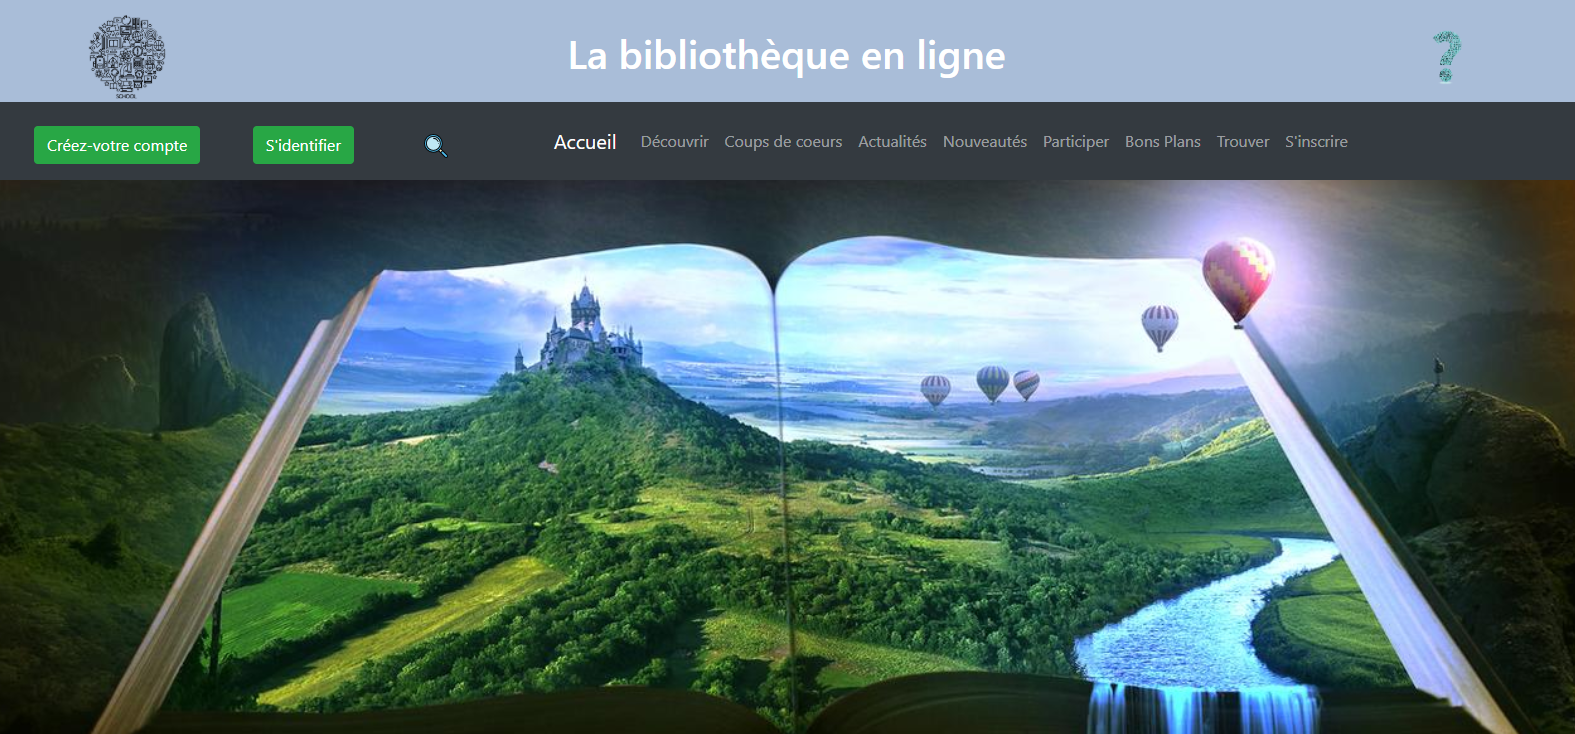 SCHOOL
La bibliothèque en ligne
Créez-votre compte
S'identifier
Accueil
Découvrir
Coups de coeurs
Actualités
Nouveautés
Participer
Bons Plans
Trouver
S'inscrire